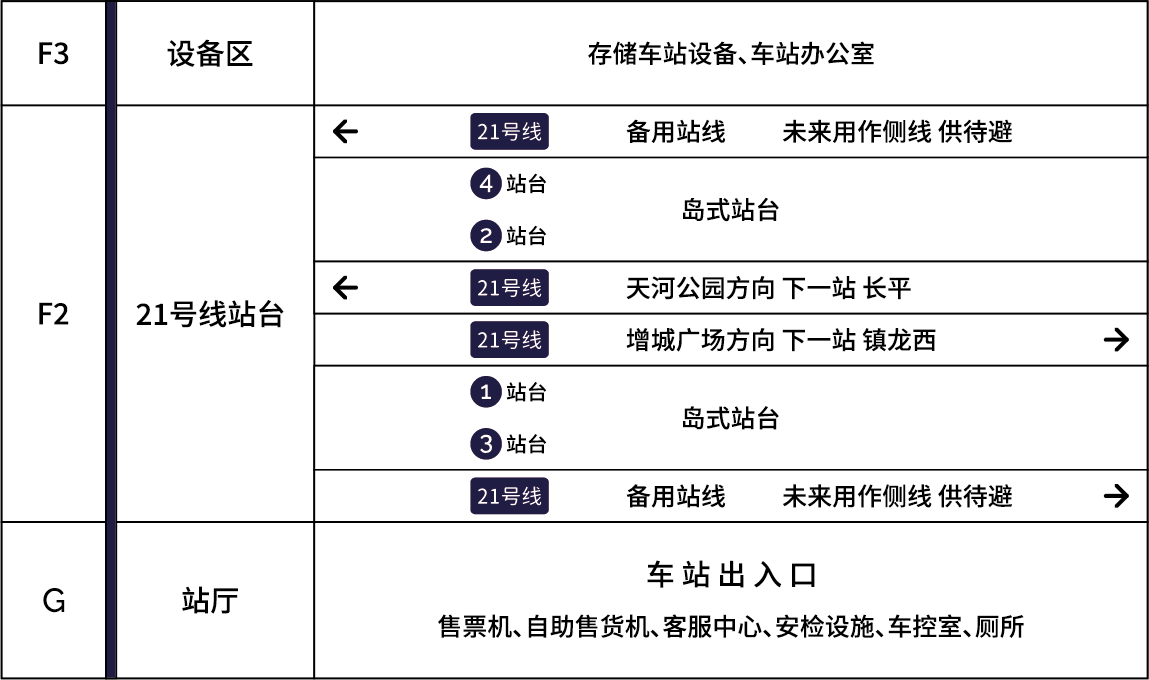 F3
设备区
存储车站设备、车站办公室
F2
21号线站台
← 21号线 备用站线 未来用作侧线 供待避
4 站台
2 站台
岛式站台
← 21号线 天河公园方向 下一站 长平
21号线 增城广场方向 下一站 镇龙西 →
1 站台
3 站台
岛式站台
21号线 备用站线 未来用作侧线 供待避 →
G
站厅
车站出入口
售票机、自助售货机、客服中心、安检设施、车控室、厕所